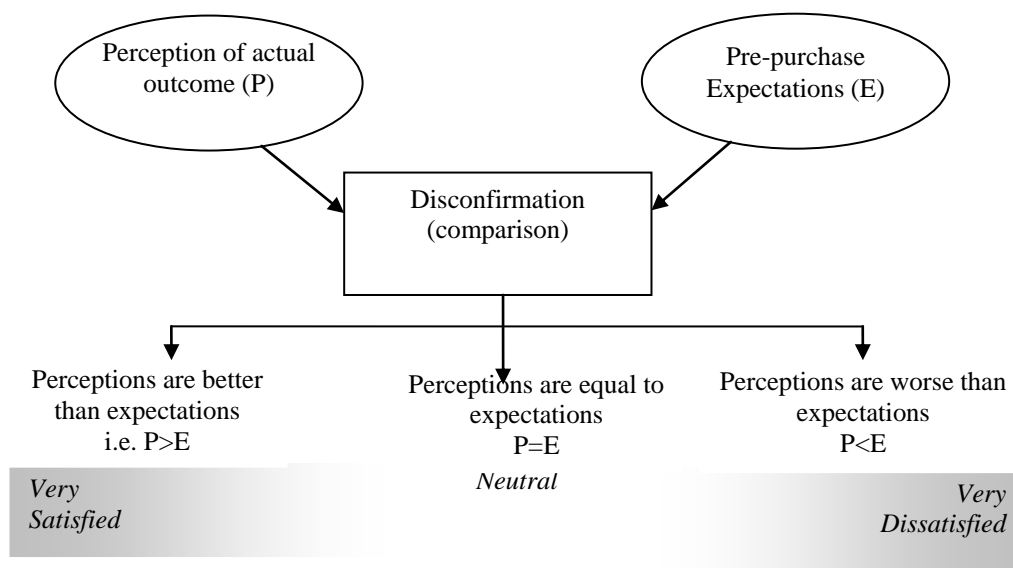 Perception of actual
outcome (P)
Pre-purchase
Expectations (E)
Disconfirmation
(comparison)
Perceptions are better
than expectations
i.e. P>E
Perceptions are equal to
expectations
P=E
Perceptions are worse than
expectations
P<E
Very
Satisfied
Neutral
Very
Dissatisfied